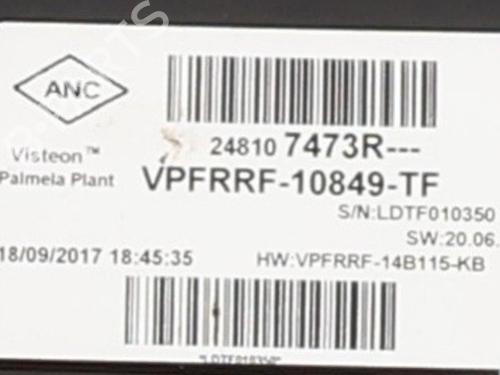 ANC
Visteon™
Palmela Plant
24810 7473R---
VPFRRF-10849-TF
S/N:LDTF010350
SW:20.06.
18/09/2017 18:45:35
HW:VPFRRF-14B115-KB
"LDTF010350"